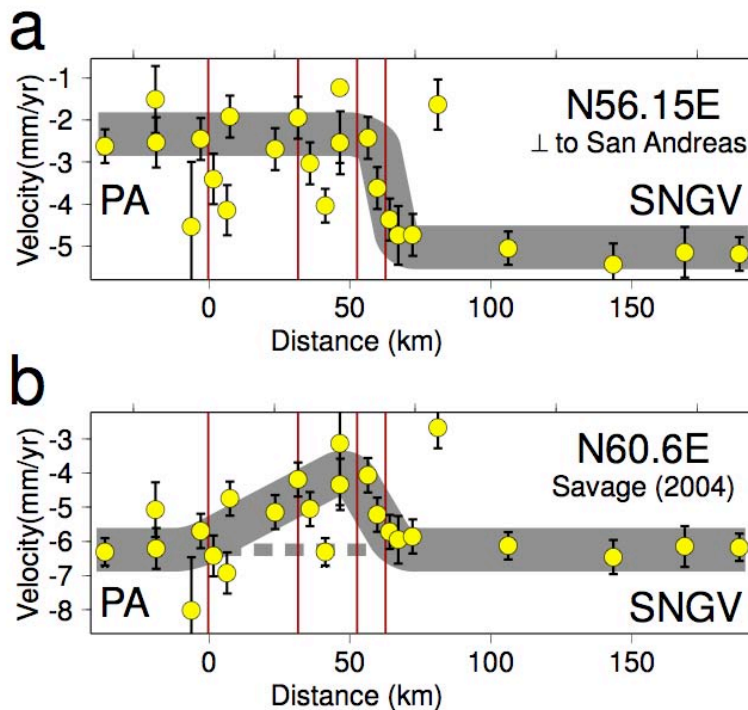 a
Velocity(mm/yr)
-1
-2
-3
-4
-5
N56.15E
⊥ to San Andreas
PA
SNGV
0
50
100
150
Distance (km)
b
Velocity(mm/yr)
-3
-4
-5
-6
-7
-8
N60.6E
Savage (2004)
PA
SNGV
0
50
100
150
Distance (km)